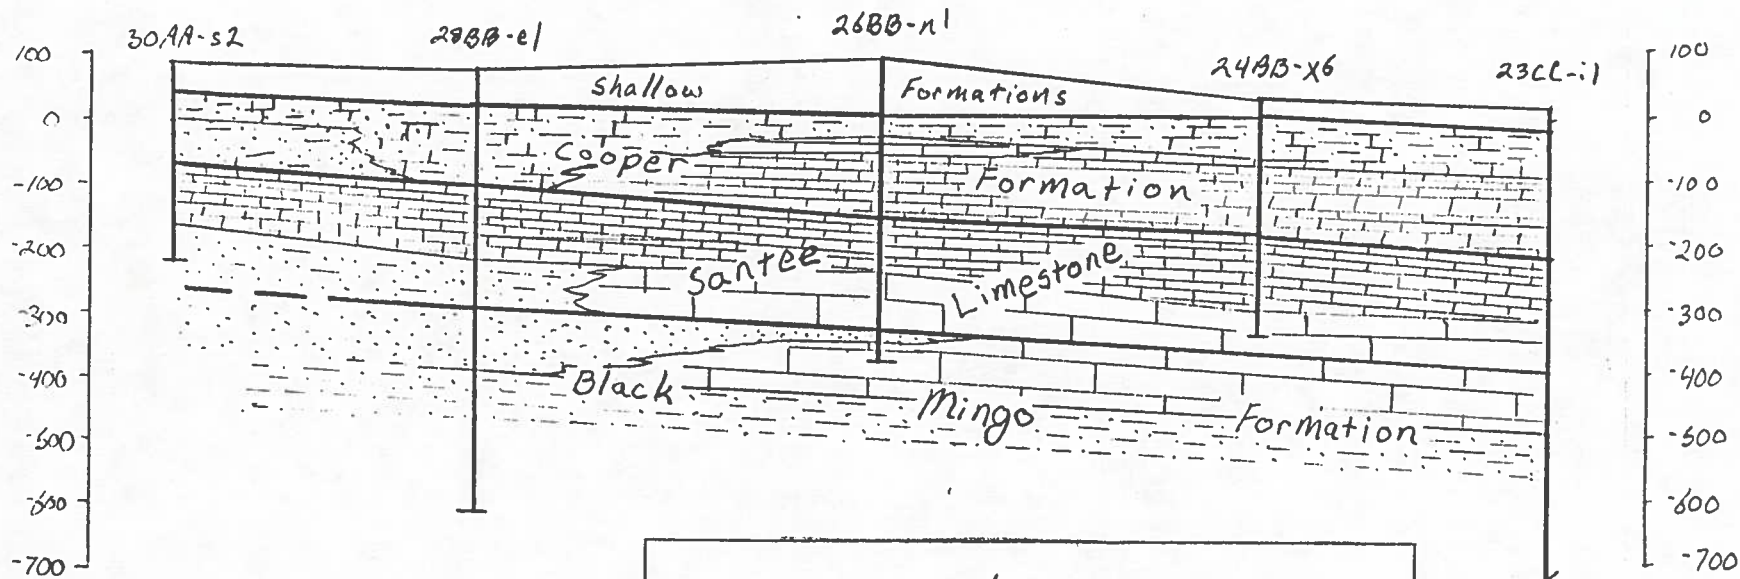 30AA-s2 28BB-e1 26BB-n1 24BB-x6 23CC-i1
100 100
Shallow Formations
0 0
Cooper Formation
-100 -100
-200 -200
Santee Limestone
-300 -300
-400 -400
Black Mingo Formation
-500 -500
-600 -600
-700 -700